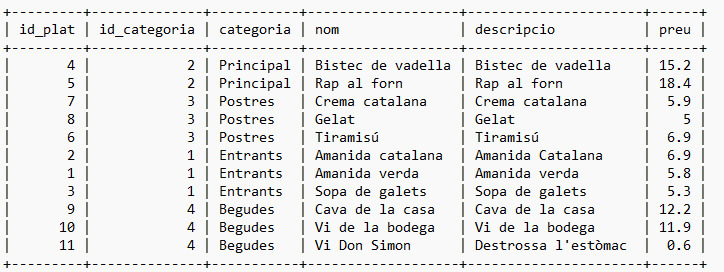 +---------+--------------+-----------+------------------+--------------------+------+
| id_plat | id_categoria | categoria | nom              | descripcio         | preu |
+---------+--------------+-----------+------------------+--------------------+------+
|       4 |            2 | Principal | Bistec de vadella | Bistec de vadella  | 15.2 |
|       5 |            2 | Principal | Rap al forn      | Rap al forn        | 18.4 |
|       7 |            3 | Postres   | Crema catalana   | Crema catalana     |  5.9 |
|       8 |            3 | Postres   | Gelat            | Gelat              |    5 |
|       6 |            3 | Postres   | Tiramisú         | Tiramisú           |  6.9 |
|       2 |            1 | Entrants  | Amanida catalana | Amanida Catalana   |  6.9 |
|       1 |            1 | Entrants  | Amanida verda    | Amanida verda      |  5.8 |
|       3 |            1 | Entrants  | Sopa de galets   | Sopa de galets     |  5.3 |
|       9 |            4 | Begudes   | Cava de la casa  | Cava de la casa    | 12.2 |
|      10 |            4 | Begudes   | Vi de la bodega  | Vi de la bodega    | 11.9 |
|      11 |            4 | Begudes   | Vi Don Simon     | Destrossa l'estòmac |  0.6 |
+---------+--------------+-----------+------------------+--------------------+------+